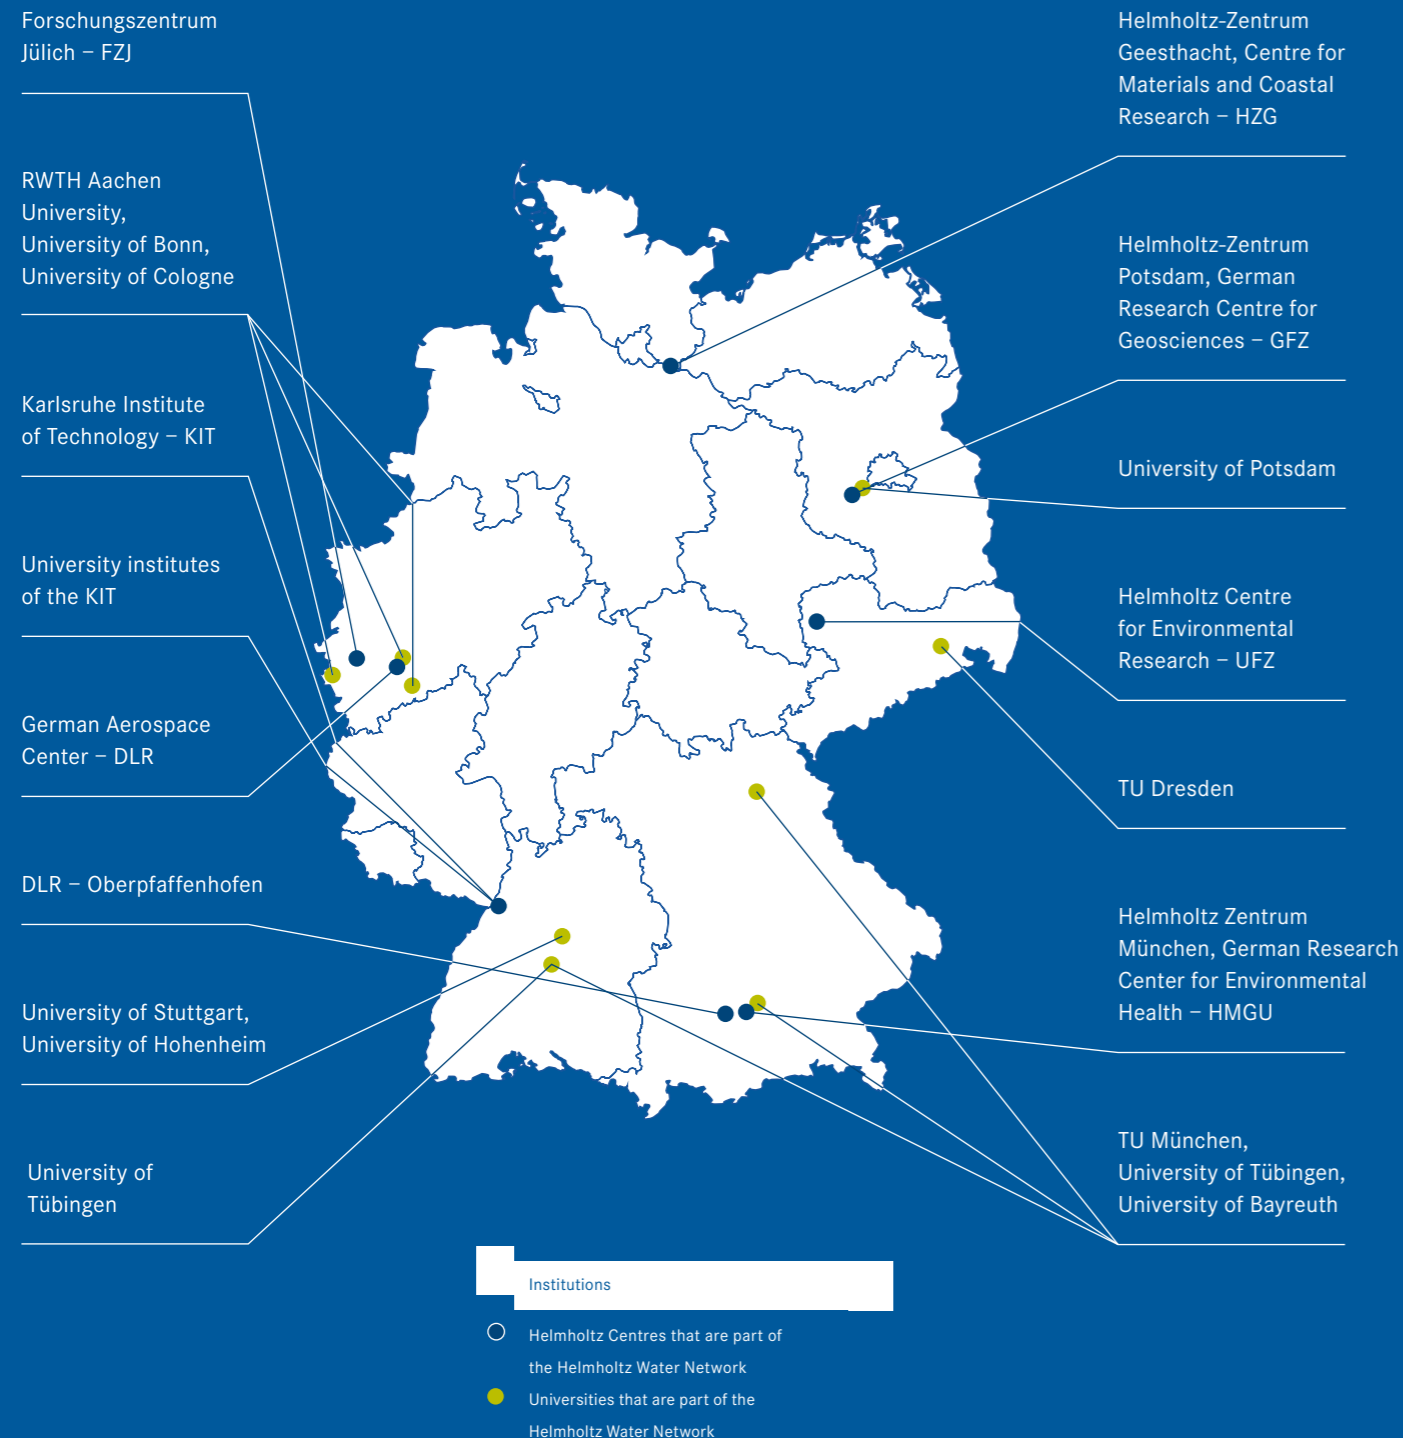 Forschungszentrum
Jülich – FZJ
RWTH Aachen
University,
University of Bonn,
University of Cologne
Karlsruhe Institute
of Technology – KIT
University institutes
of the KIT
German Aerospace
Center – DLR
DLR – Oberpfaffenhofen
University of Stuttgart,
University of Hohenheim
University of
Tübingen
Helmholtz-Zentrum
Geesthacht, Centre for
Materials and Coastal
Research – HZG
Helmholtz-Zentrum
Potsdam, German
Research Centre for
Geosciences – GFZ
University of Potsdam
Helmholtz Centre
for Environmental
Research – UFZ
TU Dresden
Helmholtz Zentrum
München, German Research
Center for Environmental
Health – HMGU
TU München,
University of Tübingen,
University of Bayreuth
Institutions
Helmholtz Centres that are part of
the Helmholtz Water Network
Universities that are part of the
Helmholtz Water Network